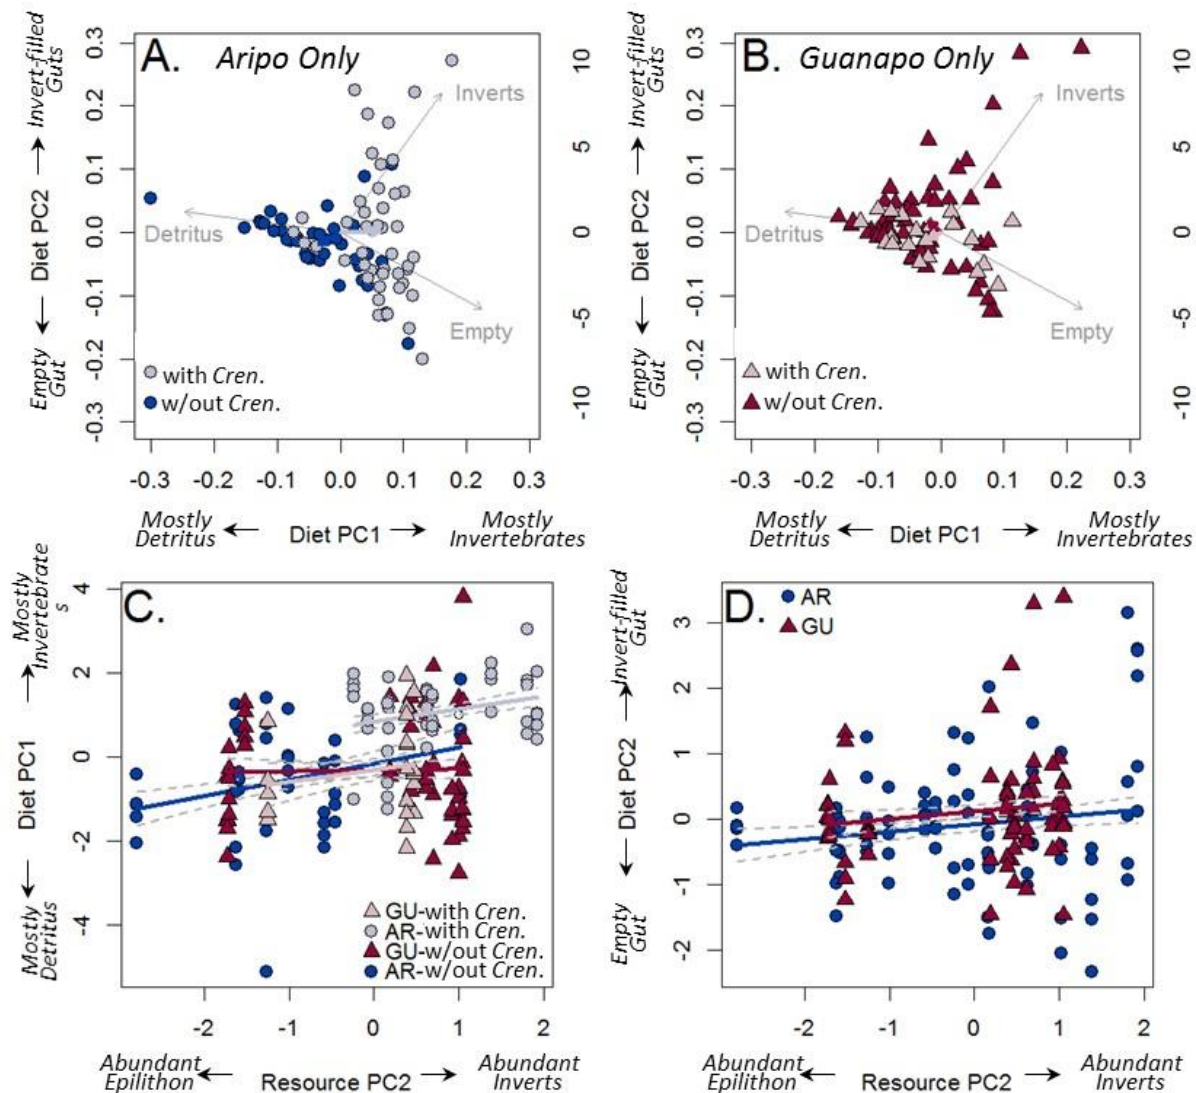 A. Aripo Only
0.3
0.2
0.1
0.0
-0.1
-0.2
-0.3
Empty Gut ← Diet PC2 → Invert-filled Guts
Inverts
Detritus
Empty
with Cren.
w/out Cren.
10
5
0
-5
-10
-0.3 -0.2 -0.1 0.0 0.1 0.2 0.3
Mostly Detritus ← Diet PC1 → Mostly Invertebrates
B. Guanapo Only
0.3
0.2
0.1
0.0
-0.1
-0.2
-0.3
Empty Gut ← Diet PC2 → Invert-filled Guts
Inverts
Detritus
Empty
with Cren.
w/out Cren.
10
5
0
-5
-10
-0.3 -0.2 -0.1 0.0 0.1 0.2 0.3
Mostly Detritus ← Diet PC1 → Mostly Invertebrates
C.
4
2
0
-2
-4
Mostly Detritus ← Diet PC1 → Mostly Invertebrate s
GU-with Cren.
AR-with Cren.
GU-w/out Cren.
AR-w/out Cren.
-2 -1 0 1 2
Abundant Epilithon ← Resource PC2 → Abundant Inverts
D.
AR
GU
3
2
1
0
-1
-2
Empty Gut ← Diet PC2 → Invert-filled Gut
-2 -1 0 1 2
Abundant Epilithon ← Resource PC2 → Abundant Inverts